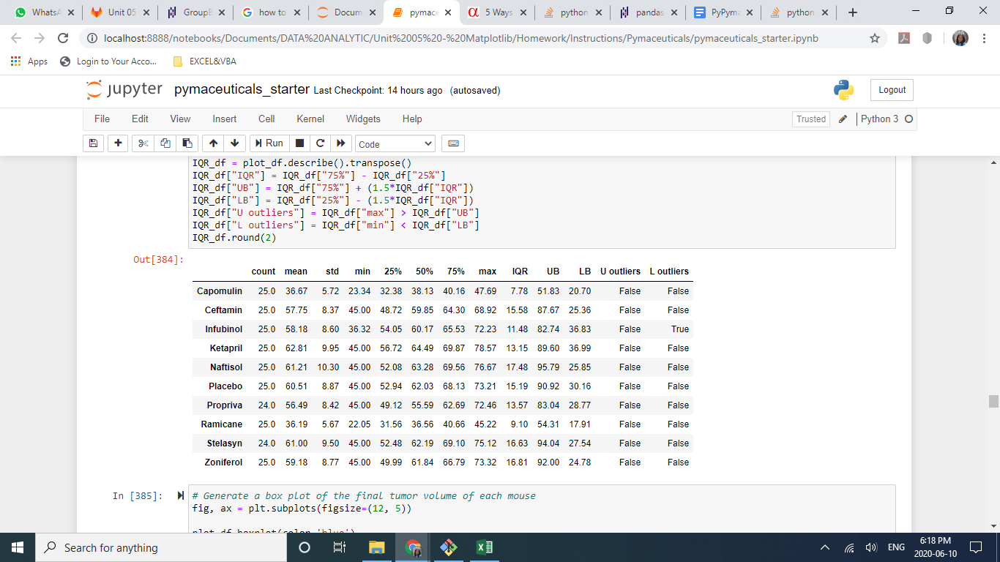 WhatsA
Unit 05
GroupB
how to
Docum
pymac
5 Ways
python
pandas
PyPyma
python
localhost:8888/notebooks/Documents/DATA%20ANALYTIC/Unit%2005%20-%20Matplotlib/Homework/Instructions/Pymaceuticals/pymaceuticals_starter.ipynb
Apps Login to Your Acco... EXCEL&VBA
jupyter pymaceuticals_starter Last Checkpoint: 14 hours ago (autosaved) Logout
File Edit View Insert Cell Kernel Widgets Help Trusted Python 3
Run Code
IQR_df = plot_df.describe().transpose()
IQR_df["IQR"] = IQR_df["75%"] - IQR_df["25%"]
IQR_df["UB"] = IQR_df["75%"] + (1.5*IQR_df["IQR"])
IQR_df["LB"] = IQR_df["25%"] - (1.5*IQR_df["IQR"])
IQR_df["U outliers"] = IQR_df["max"] > IQR_df["UB"]
IQR_df["L outliers"] = IQR_df["min"] < IQR_df["LB"]
IQR_df.round(2)
Out[384]:
count mean std min 25% 50% 75% max IQR UB LB U outliers L outliers
Capomulin 25.0 36.67 5.72 23.34 32.38 38.13 40.16 47.69 7.78 51.83 20.70 False False
Ceftamin 25.0 57.75 8.37 45.00 48.72 59.85 64.30 68.92 15.58 87.67 25.36 False False
Infubinol 25.0 58.18 8.60 36.32 54.05 60.17 65.53 72.23 11.48 82.74 36.83 False True
Ketapril 25.0 62.81 9.95 45.00 56.72 64.49 69.87 78.57 13.15 89.60 36.99 False False
Naftisol 25.0 61.21 10.30 45.00 52.08 63.28 69.56 76.67 17.48 95.79 25.85 False False
Placebo 25.0 60.51 8.87 45.00 52.94 62.03 68.13 73.21 15.19 90.92 30.16 False False
Propriva 24.0 56.49 8.42 45.00 49.12 55.59 62.69 72.46 13.57 83.04 28.77 False False
Ramicane 25.0 36.19 5.67 22.05 31.56 36.56 40.66 45.22 9.10 54.31 17.91 False False
Stelasyn 24.0 61.00 9.50 45.00 52.48 62.19 69.10 75.12 16.63 94.04 27.54 False False
Zoniferol 25.0 59.18 8.77 45.00 49.99 61.84 66.79 73.32 16.81 92.00 24.78 False False
In [385]:
# Generate a box plot of the final tumor volume of each mouse
fig, ax = plt.subplots(figsize=(12, 5))
Search for anything
ENG
6:18 PM
2020-06-10